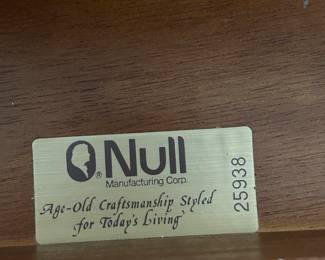 ® Null
Manufacturing Corp.
Age-Old Craftsmanship Styled
for Today's Living
25938